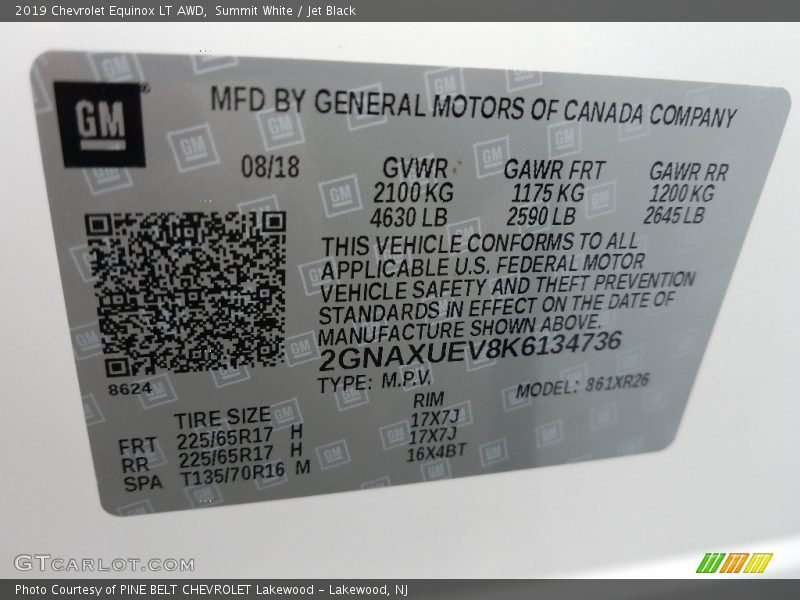 2019 Chevrolet Equinox LT AWD, Summit White / Jet Black
GM
MFD BY GENERAL MOTORS OF CANADA COMPANY
08/18 GVWR GAWR FRT GAWR RR
2100 KG 1175 KG 1200 KG
4630 LB 2590 LB 2645 LB
THIS VEHICLE CONFORMS TO ALL
APPLICABLE U.S. FEDERAL MOTOR
VEHICLE SAFETY AND THEFT PREVENTION
STANDARDS IN EFFECT ON THE DATE OF
MANUFACTURE SHOWN ABOVE.
2GNAXUEV8K6134736
8624
TYPE: M.P.V. MODEL: 861XR26
TIRE SIZE RIM
FRT 225/65R17 H 17X7J
RR 225/65R17 H 17X7J
SPA T135/70R16 M 16X4BT
GTCARLOT.COM
Photo Courtesy of PINE BELT CHEVROLET Lakewood - Lakewood, NJ